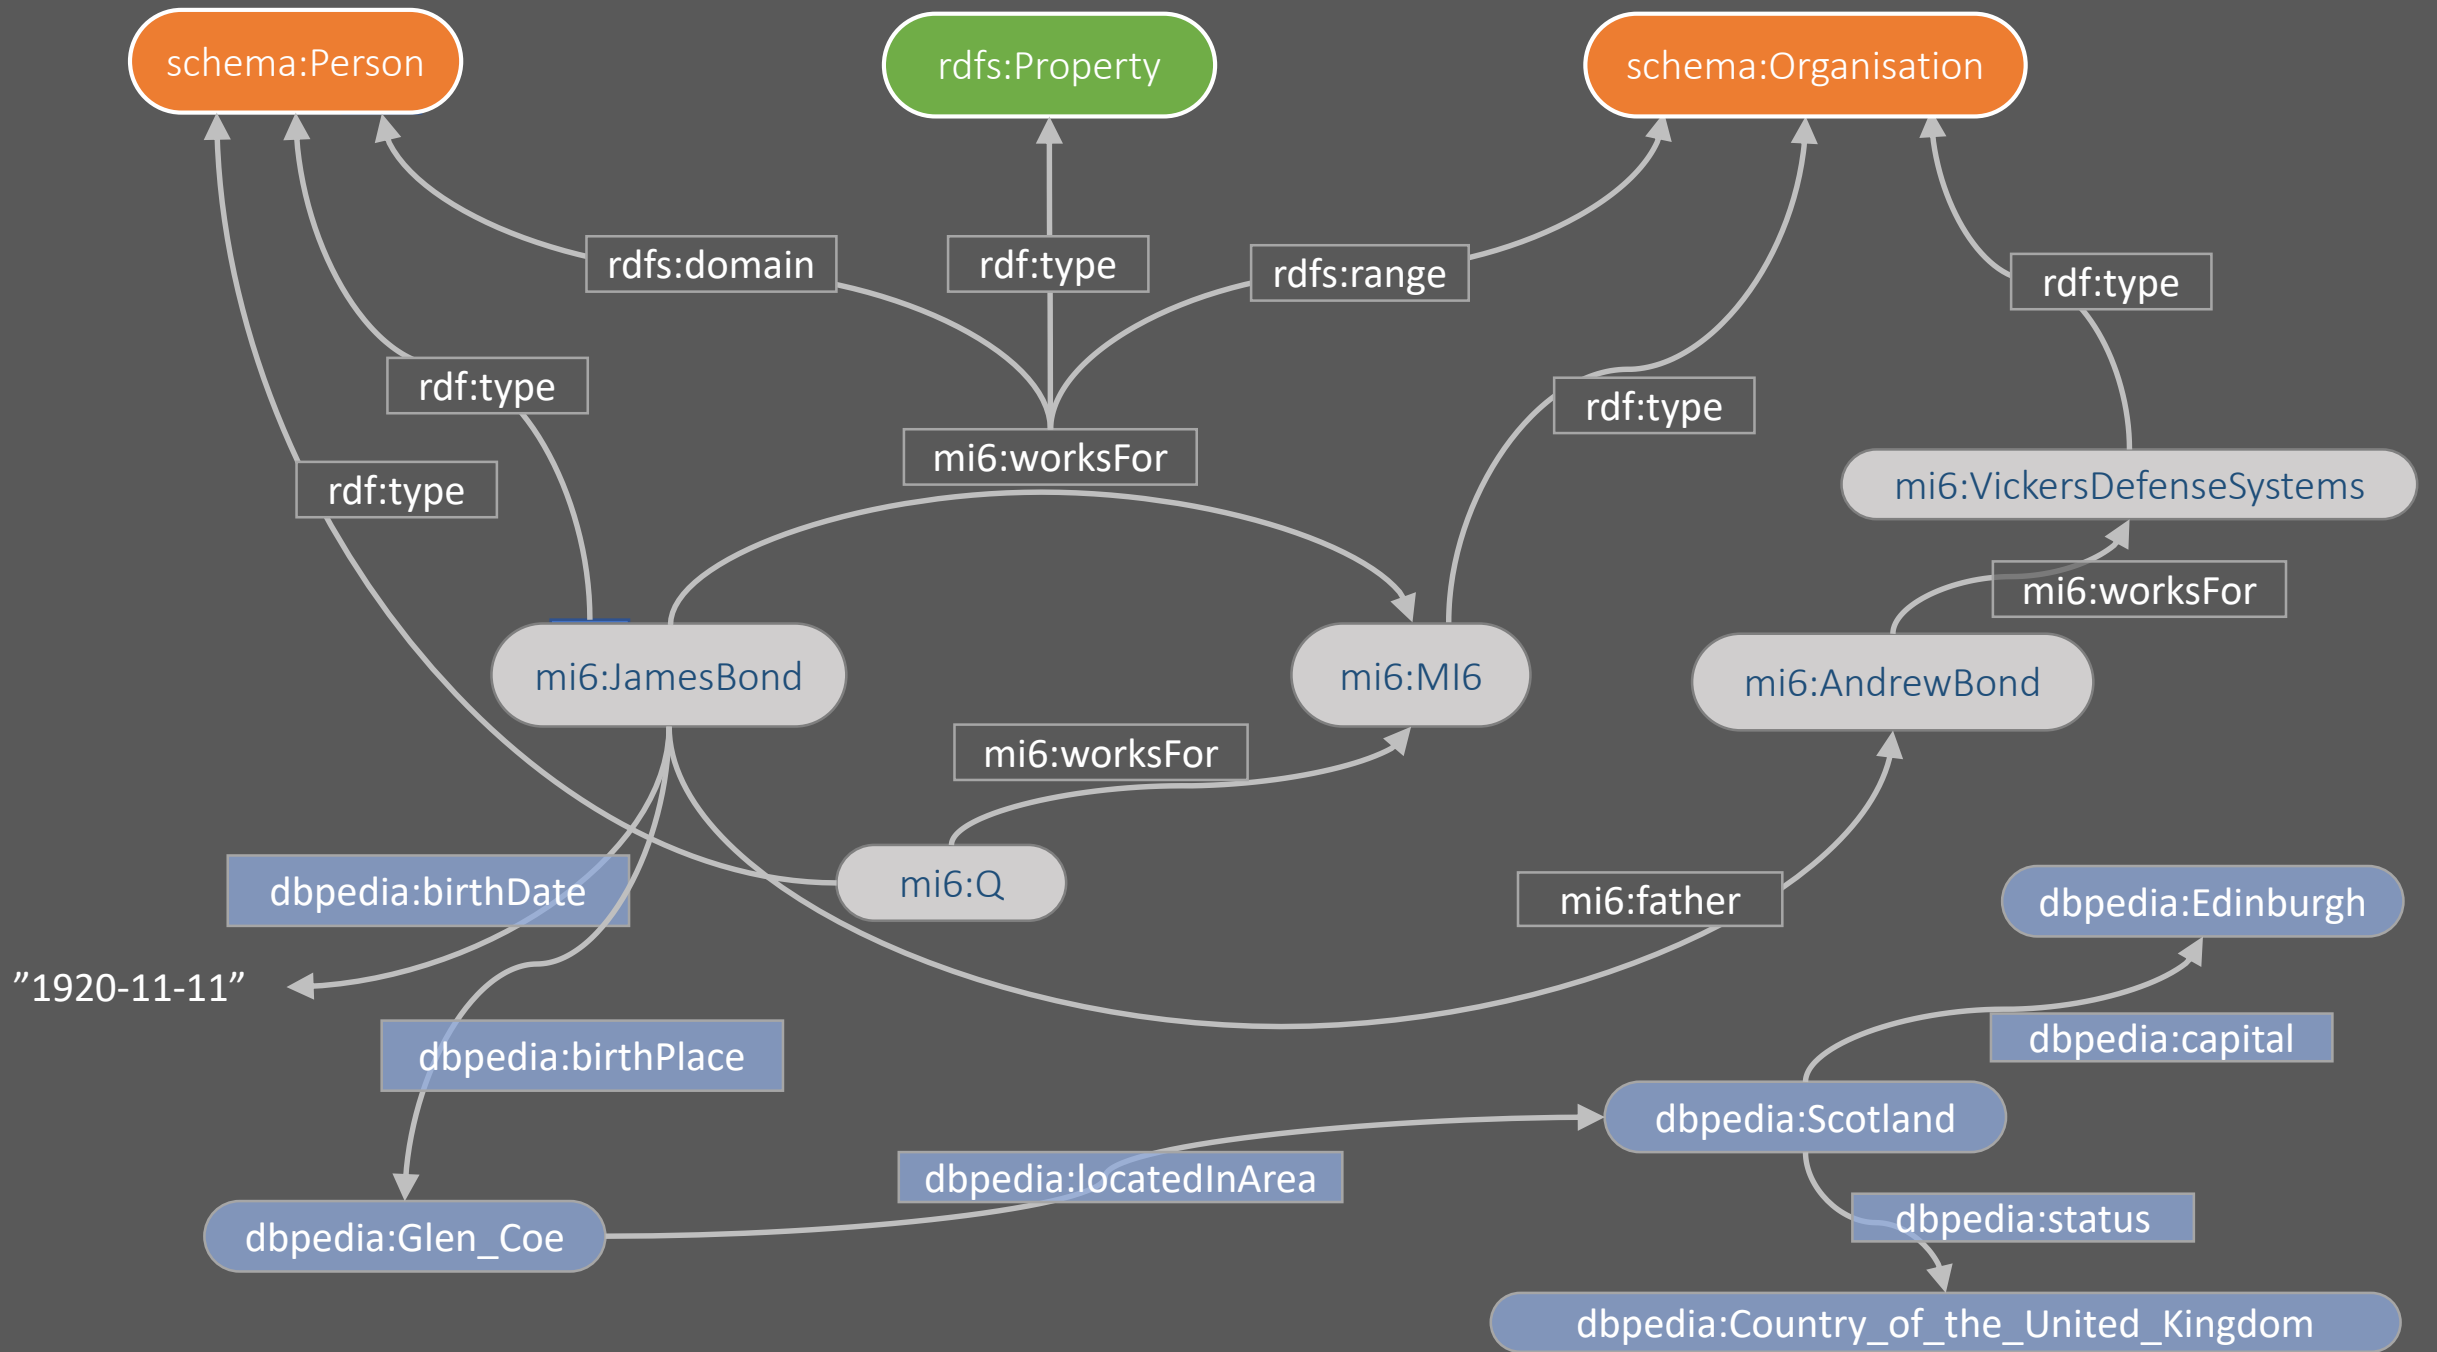 schema:Person
rdfs:Property
schema:Organisation
rdfs:domain
rdf:type
rdfs:range
rdf:type
rdf:type
rdf:type
mi6:worksFor
rdf:type
mi6:VickersDefenseSystems
mi6:worksFor
mi6:JamesBond
mi6:MI6
mi6:AndrewBond
mi6:worksFor
mi6:Q
dbpedia:birthDate
mi6:father
dbpedia:Edinburgh
”1920-11-11”
dbpedia:birthPlace
dbpedia:capital
dbpedia:Scotland
dbpedia:locatedInArea
dbpedia:Glen_Coe
dbpedia:status
dbpedia:Country_of_the_United_Kingdom